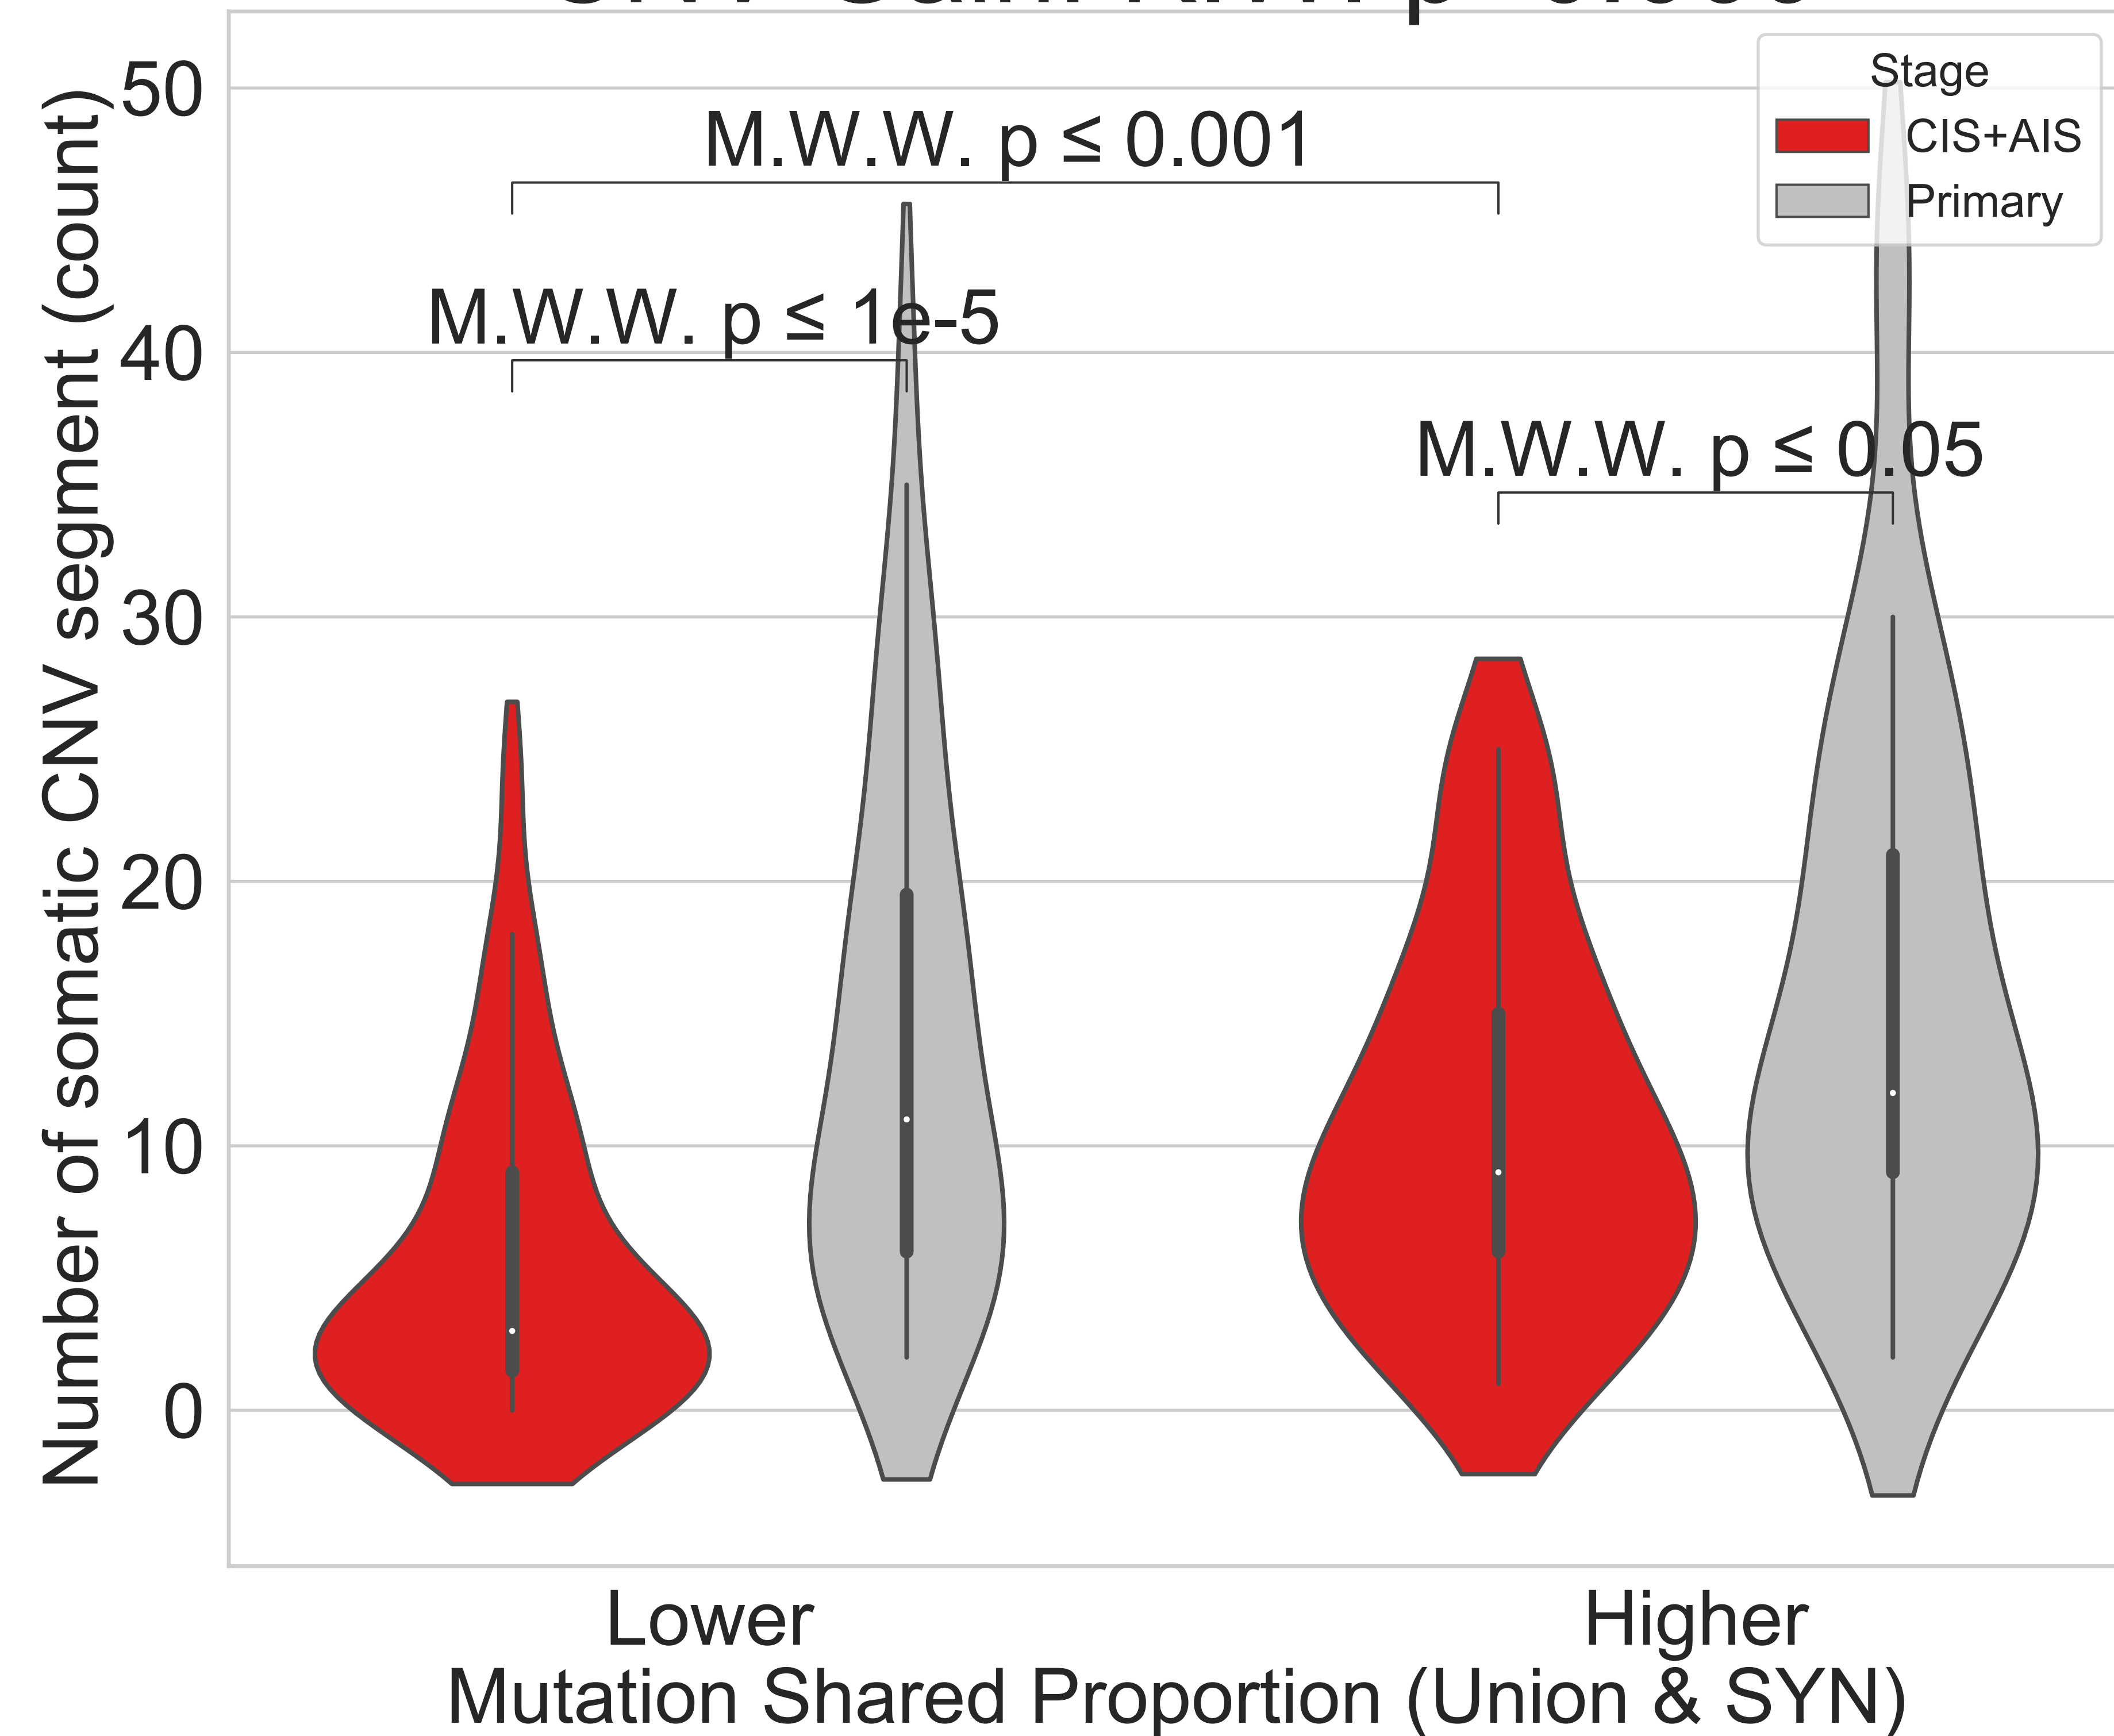 50
40
30
20
10
0
Number of somatic CNV segment (count)
M.W.W. p ≤ 0.001
M.W.W. p ≤ 1e-5
M.W.W. p ≤ 0.05
Stage
CIS+AIS
Primary
Lower
Higher
Mutation Shared Proportion (Union & SYN)